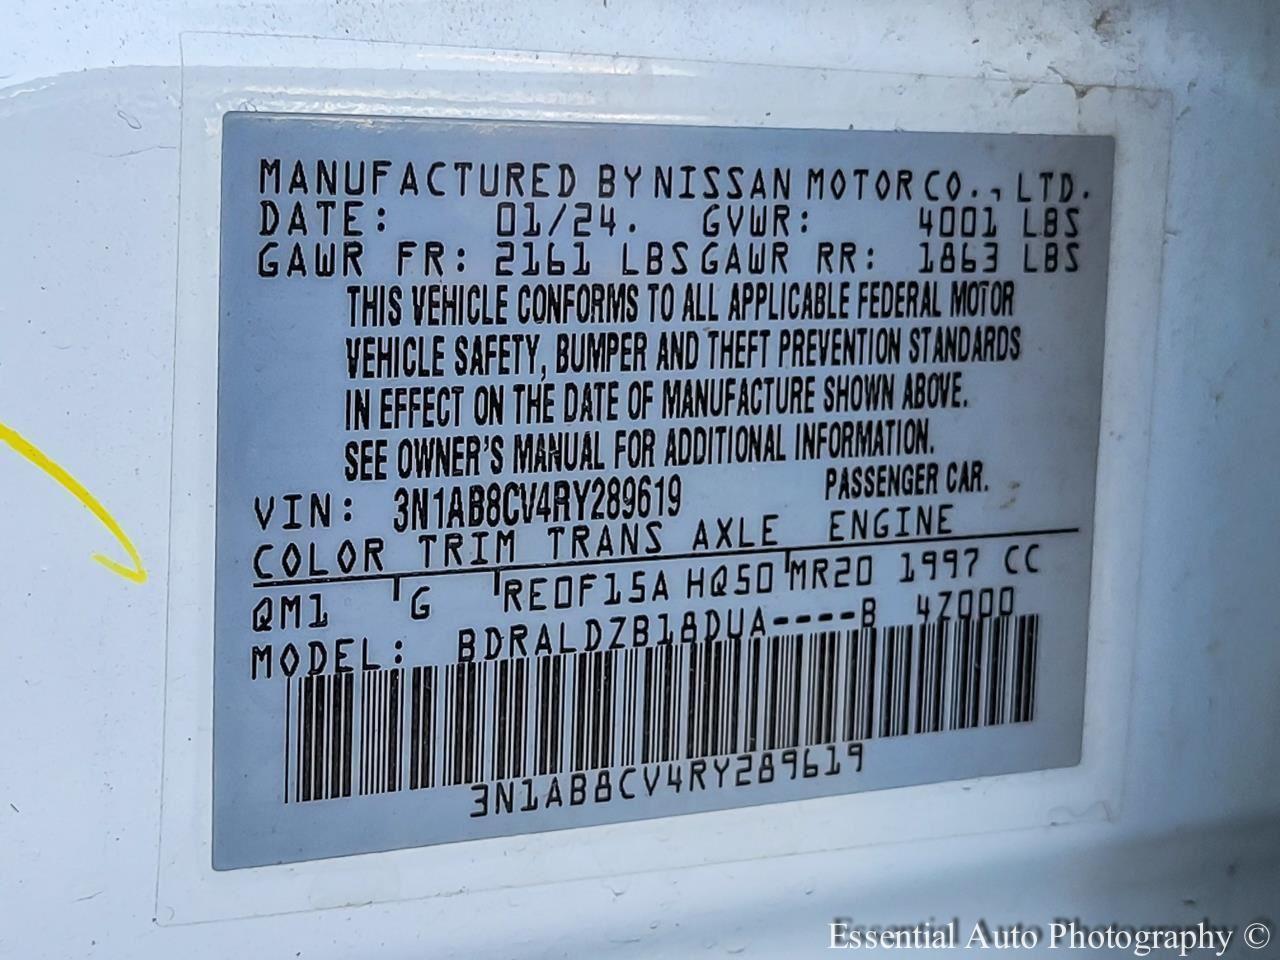 MANUFACTURED BY NISSAN MOTOR CO., LTD.
DATE: 01/24. GVWR: 4001 LBS
GAWR FR: 2161 LBS GAWR RR: 1863 LBS
THIS VEHICLE CONFORMS TO ALL APPLICABLE FEDERAL MOTOR
VEHICLE SAFETY, BUMPER AND THEFT PREVENTION STANDARDS
IN EFFECT ON THE DATE OF MANUFACTURE SHOWN ABOVE.
SEE OWNER'S MANUAL FOR ADDITIONAL INFORMATION.
VIN: 3N1AB8CV4RY289619 PASSENGER CAR.
COLOR TRIM TRANS AXLE ENGINE
QM1 G RE0F15A HQ50 MR20 1997 CC
MODEL: BDRALDZB18DUA----B 4Z000
3N1AB8CV4RY289619
Essential Auto Photography ©